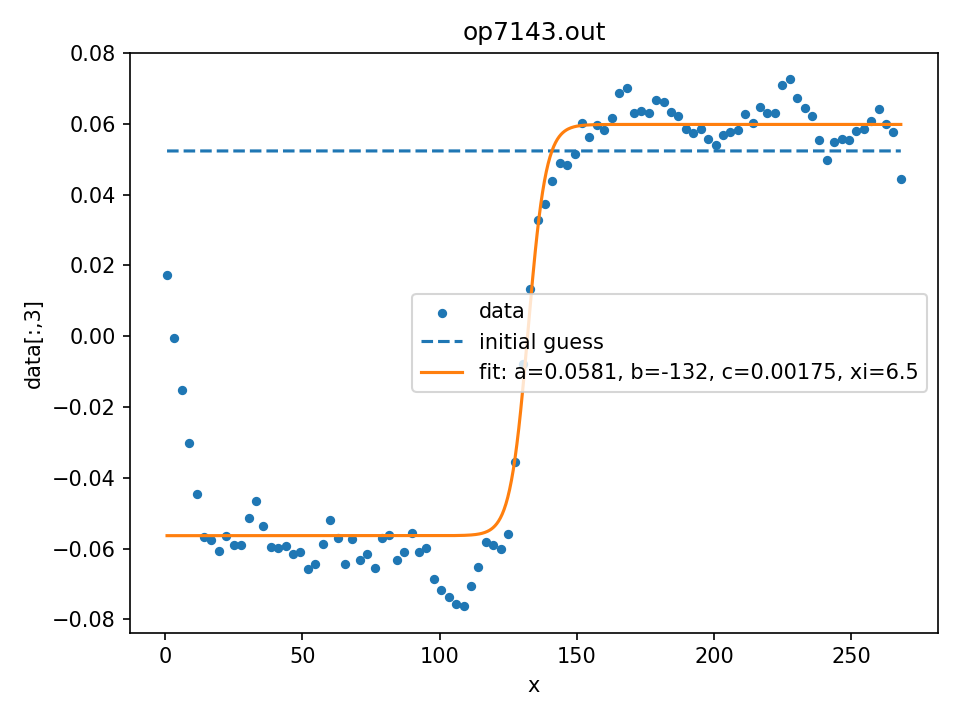 op7143.out
0.08
0.06
0.04
0.02
0.00
−0.02
−0.04
−0.06
−0.08
data[:,3]
data
initial guess
fit: a=0.0581, b=-132, c=0.00175, xi=6.5
0 50 100 150 200 250
x